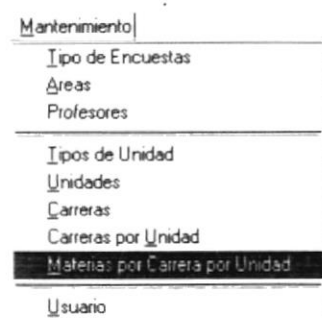 Mantenimiento
Tipo de Encuestas
Areas
Profesores
Tipos de Unidad
Unidades
Carreras
Carreras por Unidad
Materias por Carrera por Unidad
Usuario